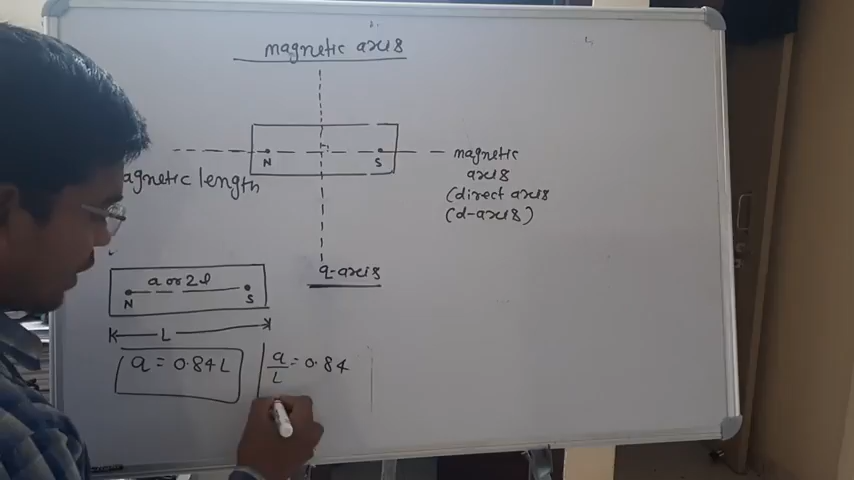 magnetic axis
N
S
magnetic
axis
(direct axis
(d-axis)
agnetic length
q-axis
a or 2l
N
S
L
a = 0.84L
a/L = 0.84